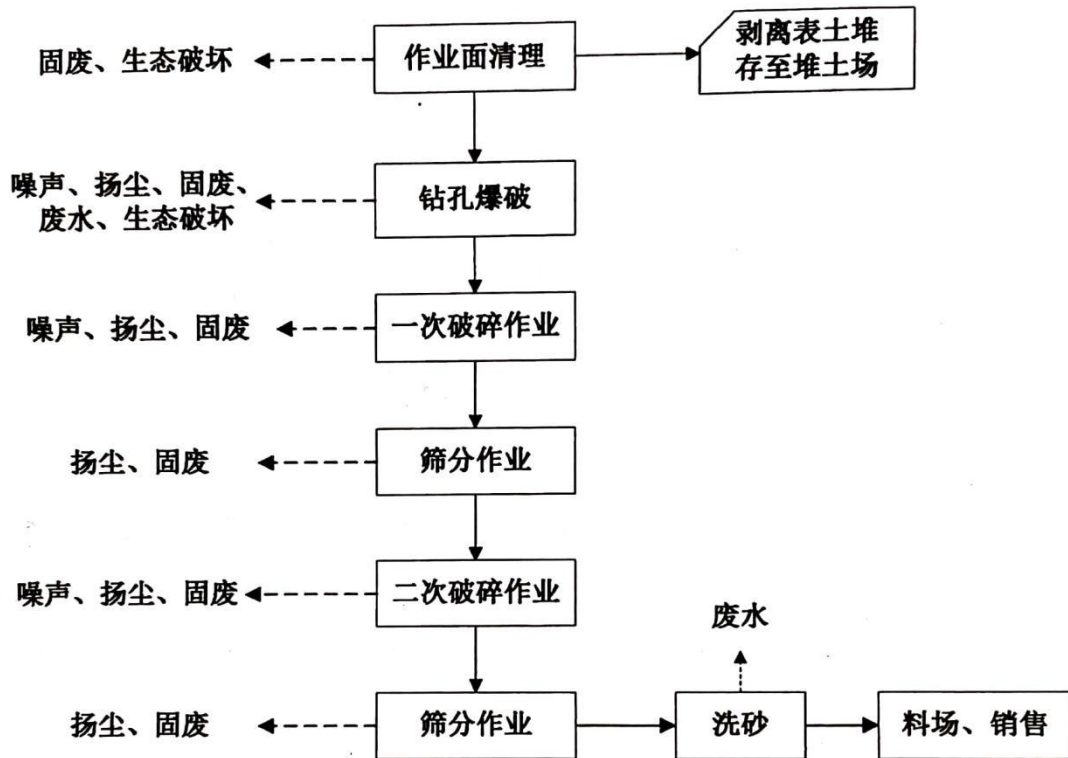 固废、生态破坏
作业面清理
剥离表土堆
存至堆土场
噪声、扬尘、固废、
废水、生态破坏
钻孔爆破
噪声、扬尘、固废
一次破碎作业
扬尘、固废
筛分作业
噪声、扬尘、固废
二次破碎作业
废水
扬尘、固废
筛分作业
洗砂
料场、销售